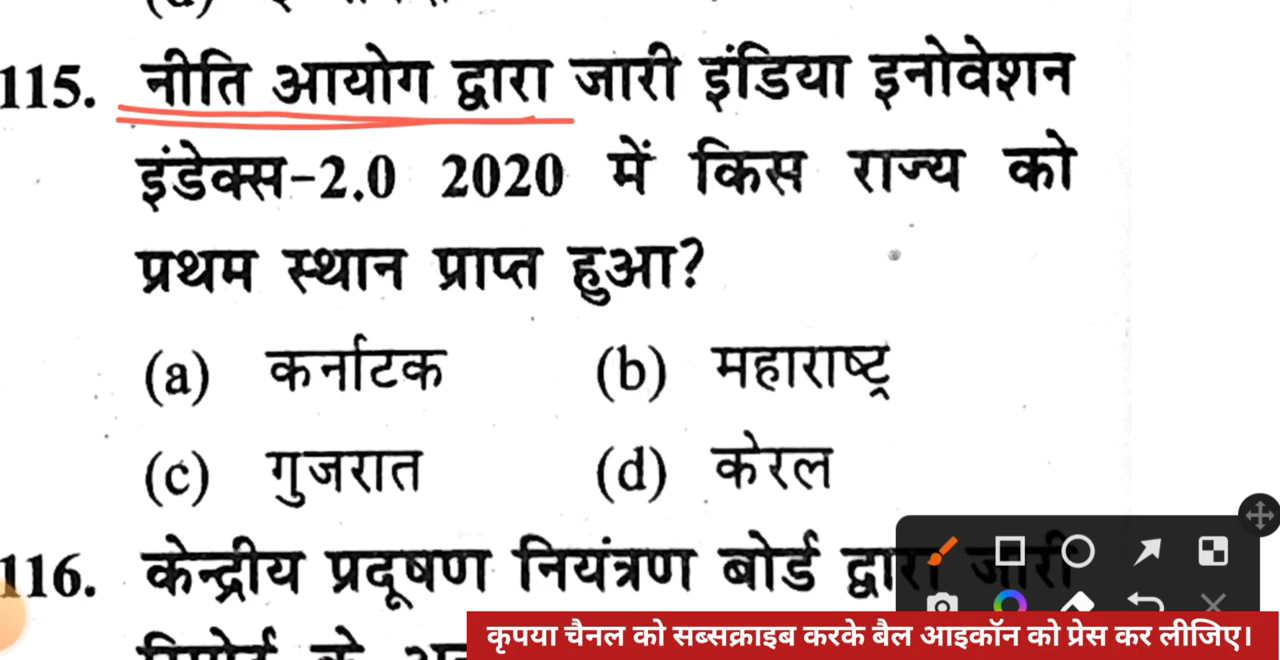 115. नीति आयोग द्वारा जारी इंडिया इनोवेशन
इंडेक्स-2.0 2020 में किस राज्य को
प्रथम स्थान प्राप्त हुआ?
(a) कर्नाटक (b) महाराष्ट्र
(c) गुजरात (d) केरल
116. केन्द्रीय प्रदूषण नियंत्रण बोर्ड द्वारा जारी
कृपया चैनल को सब्सक्राइब करके बैल आइकॉन को प्रेस कर लीजिए।